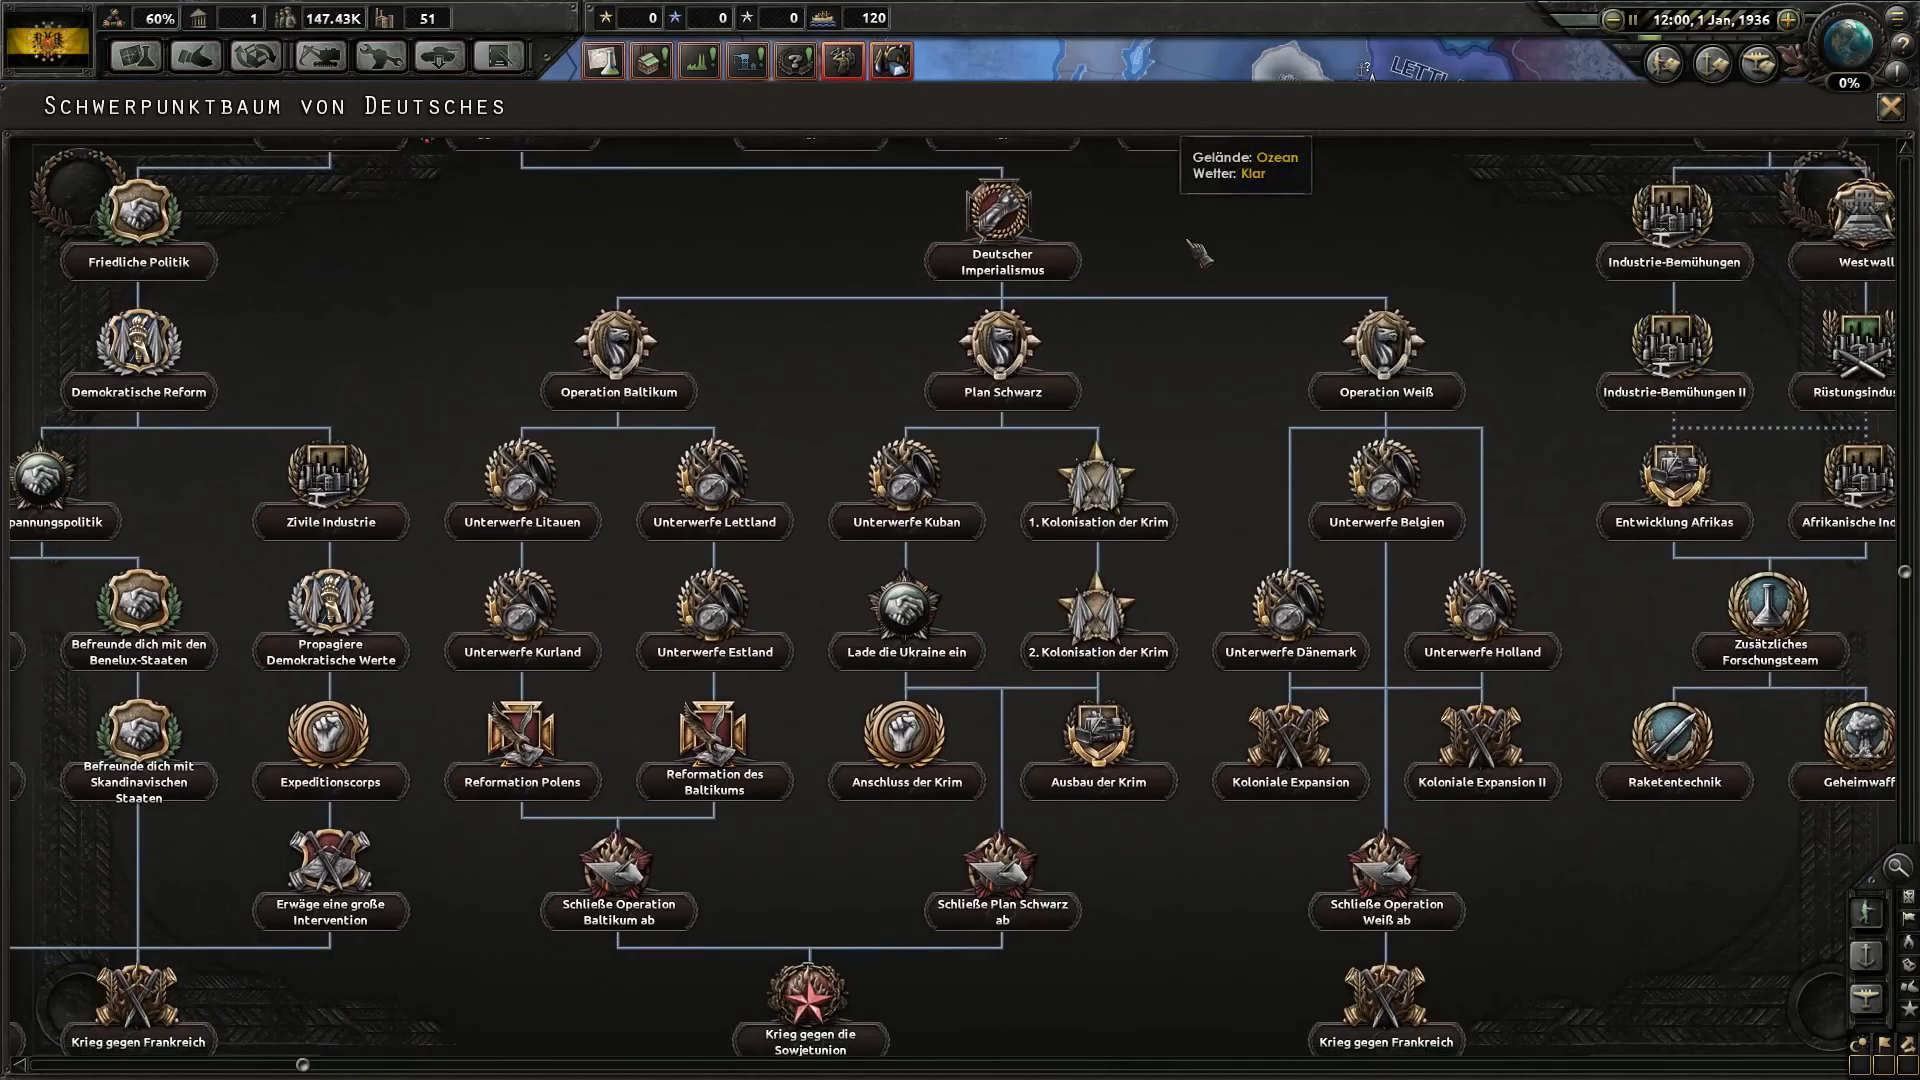 60%
1
147.43K
51
0
0
0
120
12:00, 1 Jan, 1936
0%
LETTL
Schwerpunktbaum von Deutsches
Gelände: Ozean
Wetter: Klar
Friedliche Politik
Deutscher
Imperialismus
Industrie-Bemühungen
Westwall
Demokratische Reform
Operation Baltikum
Plan Schwarz
Operation Weiß
Industrie-Bemühungen II
Rüstungsindus
pannungspolitik
Zivile Industrie
Unterwerfe Litauen
Unterwerfe Lettland
Unterwerfe Kuban
1. Kolonisation der Krim
Unterwerfe Belgien
Entwicklung Afrikas
Afrikanische Ind
Befreunde dich mit den
Benelux-Staaten
Propagiere
Demokratische Werte
Unterwerfe Kurland
Unterwerfe Estland
Lade die Ukraine ein
2. Kolonisation der Krim
Unterwerfe Dänemark
Unterwerfe Holland
Zusätzliches
Forschungsteam
Befreunde dich mit
Skandinavischen
Staaten
Expeditionscorps
Reformation Polens
Reformation des
Baltikums
Anschluss der Krim
Ausbau der Krim
Koloniale Expansion
Koloniale Expansion II
Raketentechnik
Geheimwaff
Erwäge eine große
Intervention
Schließe Operation
Baltikum ab
Schließe Plan Schwarz
ab
Schließe Operation
Weiß ab
Krieg gegen Frankreich
Krieg gegen die
Sowjetunion
Krieg gegen Frankreich